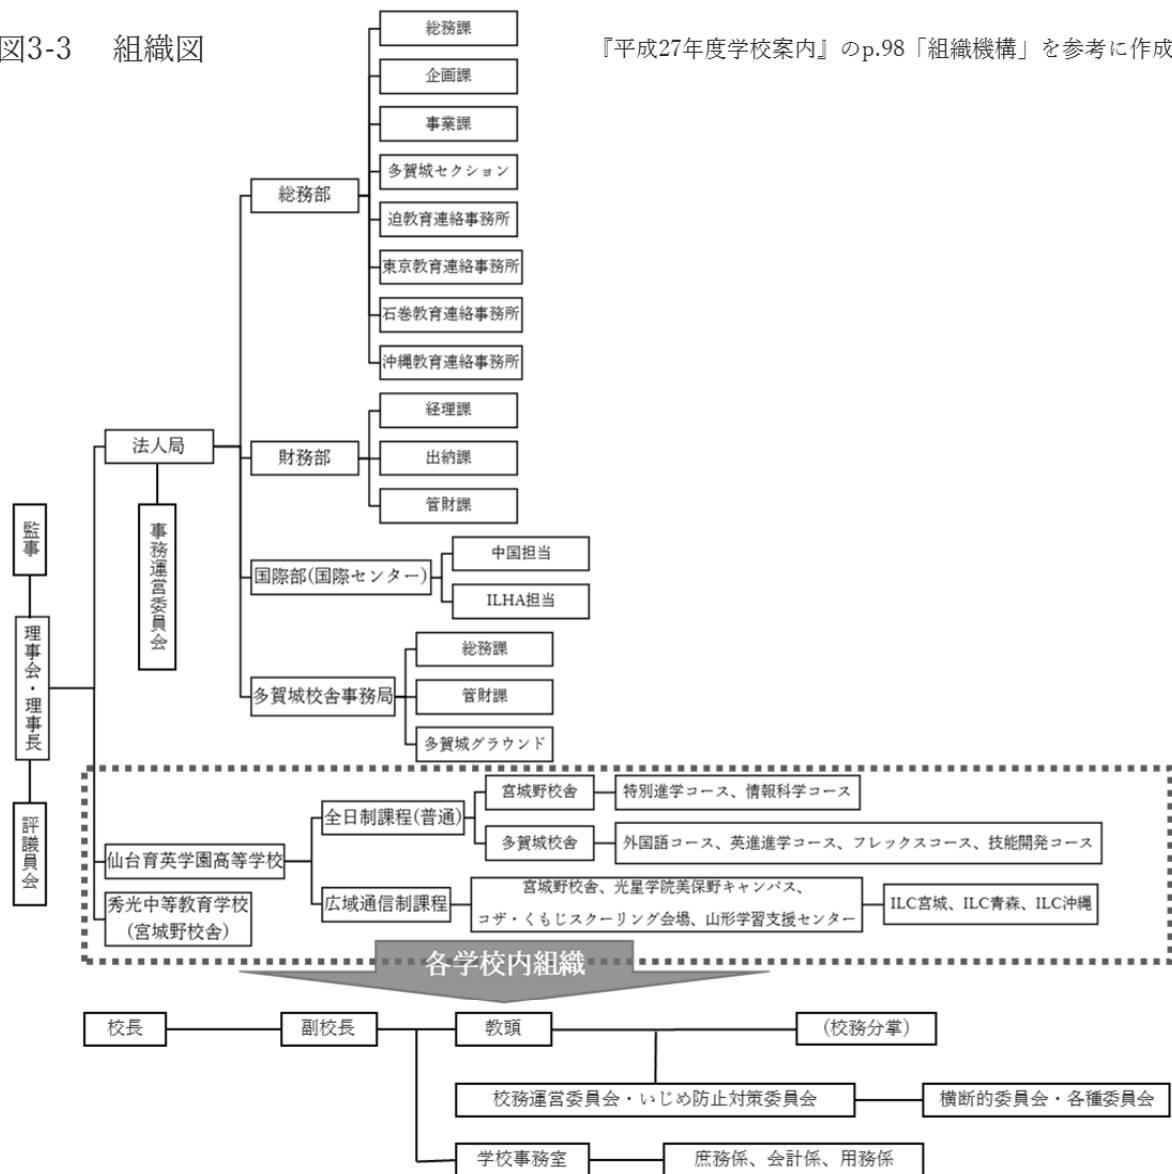 図3-3 組織図
『平成27年度学校案内』のp.98「組織機構」を参考に作成
総務課
企画課
事業課
多賀城セクション
迫教育連絡事務所
東京教育連絡事務所
石巻教育連絡事務所
沖縄教育連絡事務所
総務部
経理課
出納課
管財課
財務部
法人局
事務運営委員会
監事
理事会・理事長
評議員会
国際部(国際センター)
中国担当
ILHA担当
多賀城校舎事務局
総務課
管財課
多賀城グラウンド
仙台育英学園高等学校
全日制課程(普通)
宮城野校舎
特別進学コース、情報科学コース
多賀城校舎
外国語コース、英進進学コース、フレックスコース、技能開発コース
広域通信制課程
宮城野校舎、光星学院美保野キャンパス、
コザ・くもじスクーリング会場、山形学習支援センター
ILC宮城、ILC青森、ILC沖縄
秀光中等教育学校
(宮城野校舎)
各学校内組織
校長
副校長
教頭
(校務分掌)
校務運営委員会・いじめ防止対策委員会
横断的委員会・各種委員会
学校事務室
庶務係、会計係、用務係